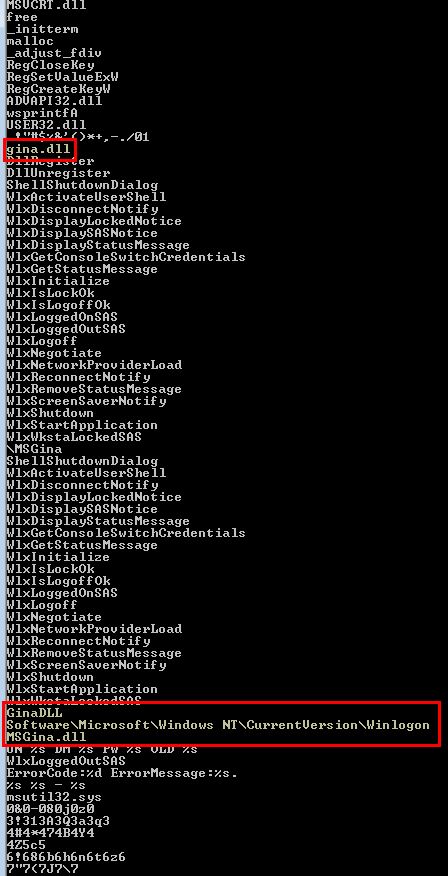 MSVCRT.dll
free
_initterm
malloc
_adjust_fdiv
RegCloseKey
RegSetValueExW
RegCreateKeyW
ADVAPI32.dll
wsprintfA
USER32.dll
 !"#$%&'()*+,-./01
gina.dll
DllRegister
DllUnregister
ShellShutdownDialog
WlxActivateUserShell
WlxDisconnectNotify
WlxDisplayLockedNotice
WlxDisplaySASNotice
WlxDisplayStatusMessage
WlxGetConsoleSwitchCredentials
WlxGetStatusMessage
WlxInitialize
WlxIsLockOk
WlxIsLogoffOk
WlxLoggedOnSAS
WlxLoggedOutSAS
WlxLogoff
WlxNegotiate
WlxNetworkProviderLoad
WlxReconnectNotify
WlxRemoveStatusMessage
WlxScreenSaverNotify
WlxShutdown
WlxStartApplication
WlxWkstaLockedSAS
\MSGina
ShellShutdownDialog
WlxActivateUserShell
WlxDisconnectNotify
WlxDisplayLockedNotice
WlxDisplaySASNotice
WlxDisplayStatusMessage
WlxGetConsoleSwitchCredentials
WlxGetStatusMessage
WlxInitialize
WlxIsLockOk
WlxIsLogoffOk
WlxLoggedOnSAS
WlxLogoff
WlxNegotiate
WlxNetworkProviderLoad
WlxReconnectNotify
WlxRemoveStatusMessage
WlxScreenSaverNotify
WlxShutdown
WlxStartApplication
WlxWkstaLockedSAS
GinaDLL
Software\Microsoft\Windows NT\CurrentVersion\Winlogon
MSGina.dll
UN %s DM %s PW %s OLD %s
WlxLoggedOutSAS
ErrorCode:%d ErrorMessage:%s.
%s %s - %s
msutil32.sys
0&0-080j0z0
3!313A3Q3a3q3
4#4*474B4Y4
4Z5c5
6!686b6h6n6t6z6
7"7(7J7\7